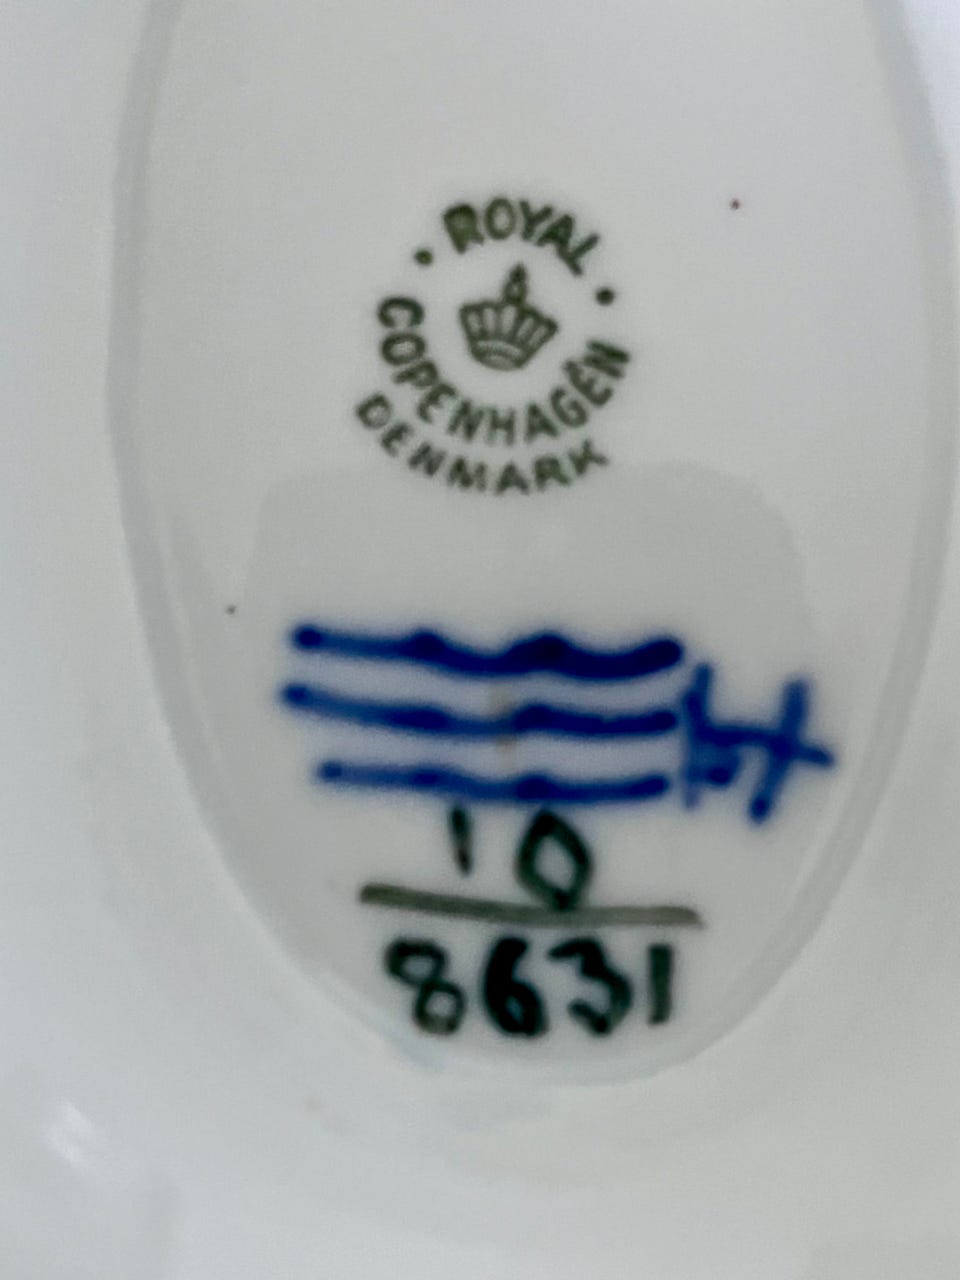 ROYAL
COPENHAGEN
DENMARK
10
8631